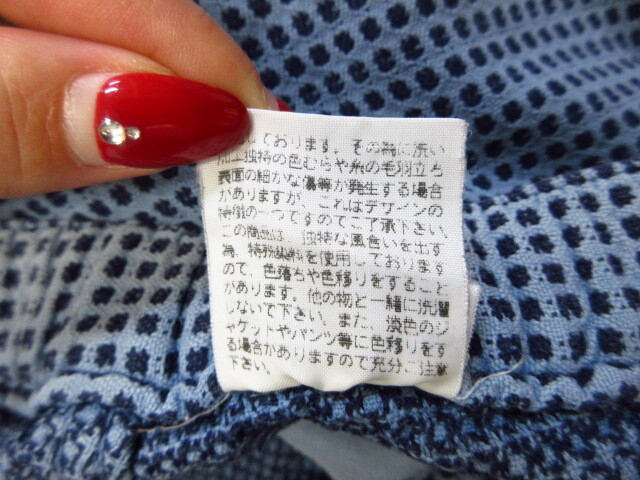 しております。その為に洗い
加工独特の色むらや糸の毛羽立ち
表面の細かな傷等が発生する場合
がありますが、これはデザインの
特徴の一つですのでご了承下さい。
この商品は、独特な風合いを出す
為、特殊染料を使用しております
ので、色落ちや色移りをすること
があります。他の物と一緒に洗濯
しないで下さい。また、淡色のジ
ャケットやパンツ等に色移りをす
る場合がありますので充分ご注意
下さい。